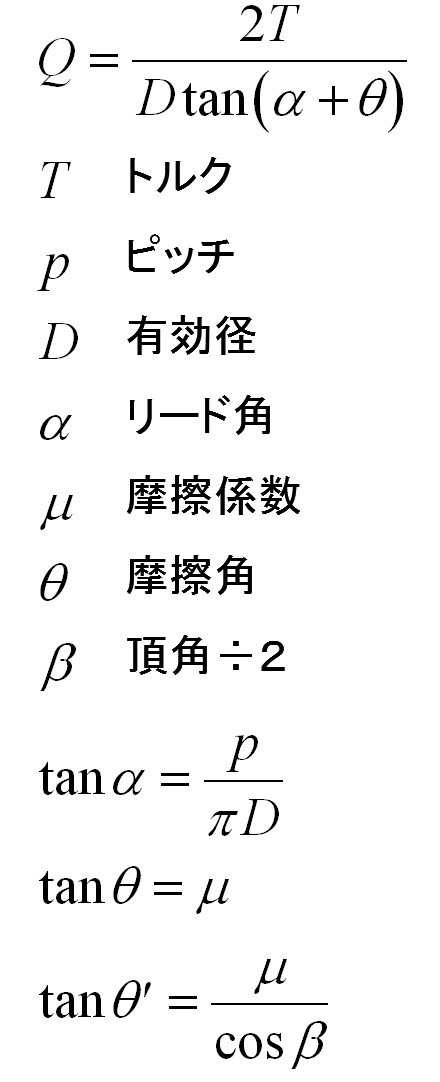 Q = 2T / D tan(α + θ)
T トルク
p ピッチ
D 有効径
α リード角
μ 摩擦係数
θ 摩擦角
β 頂角÷2
tan α = p / πD
tan θ = μ
tan θ′ = μ / cos β